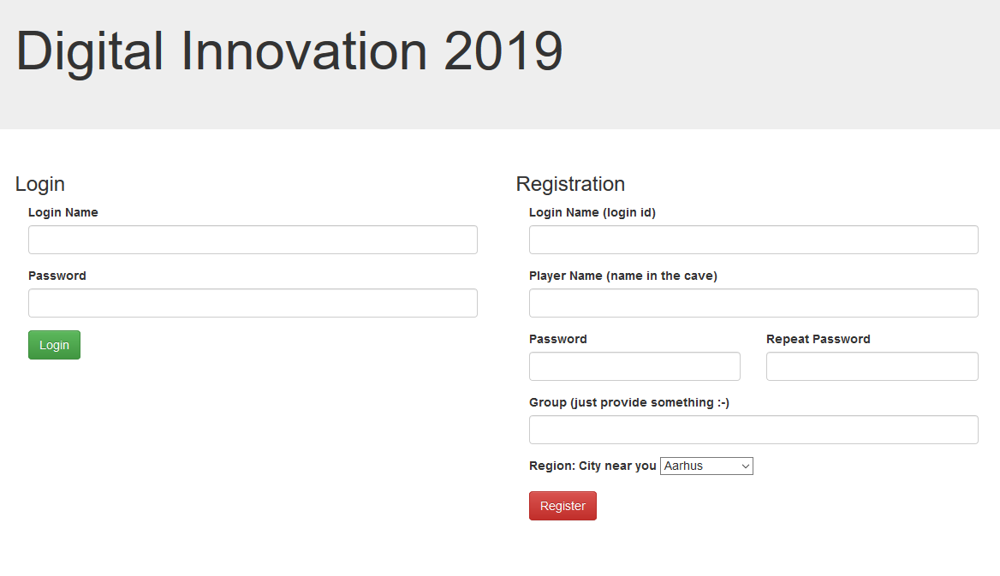 Digital Innovation 2019
Login
Login Name
Password
Login
Registration
Login Name (login id)
Player Name (name in the cave)
Password
Repeat Password
Group (just provide something :-)
Region: City near you Aarhus
Register